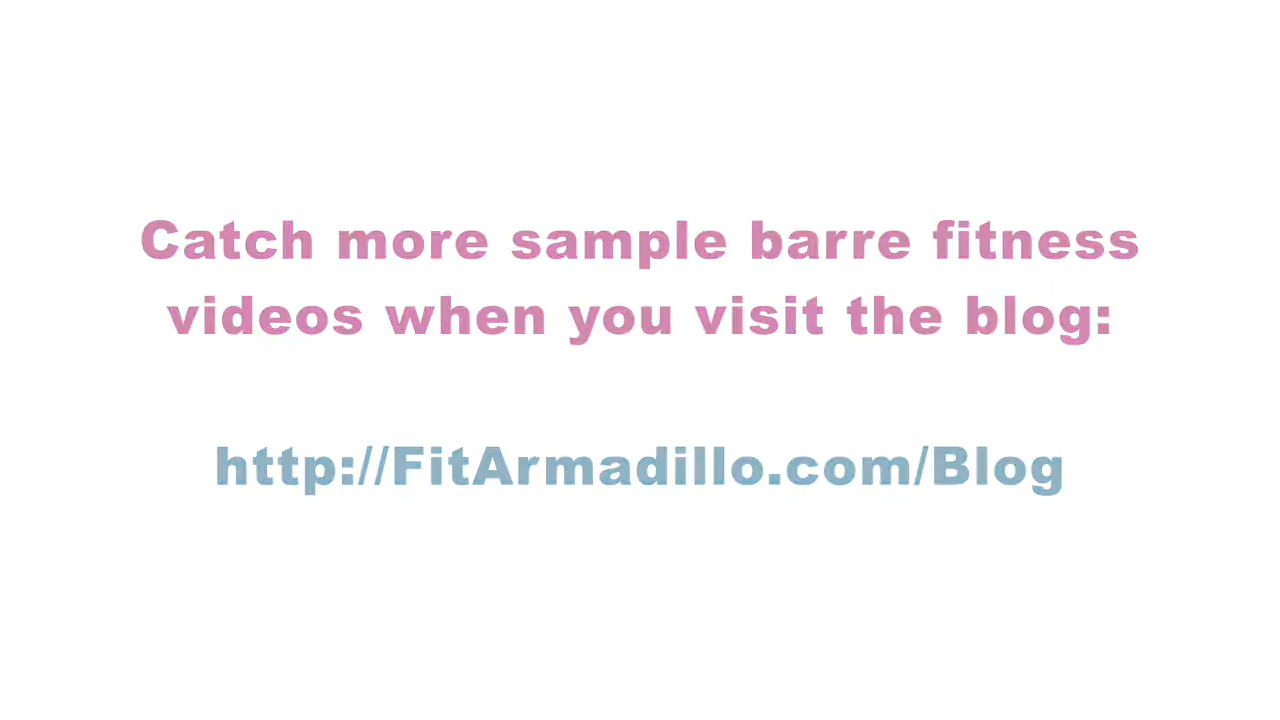 Catch more sample barre fitness
videos when you visit the blog:
http://FitArmadillo.com/Blog